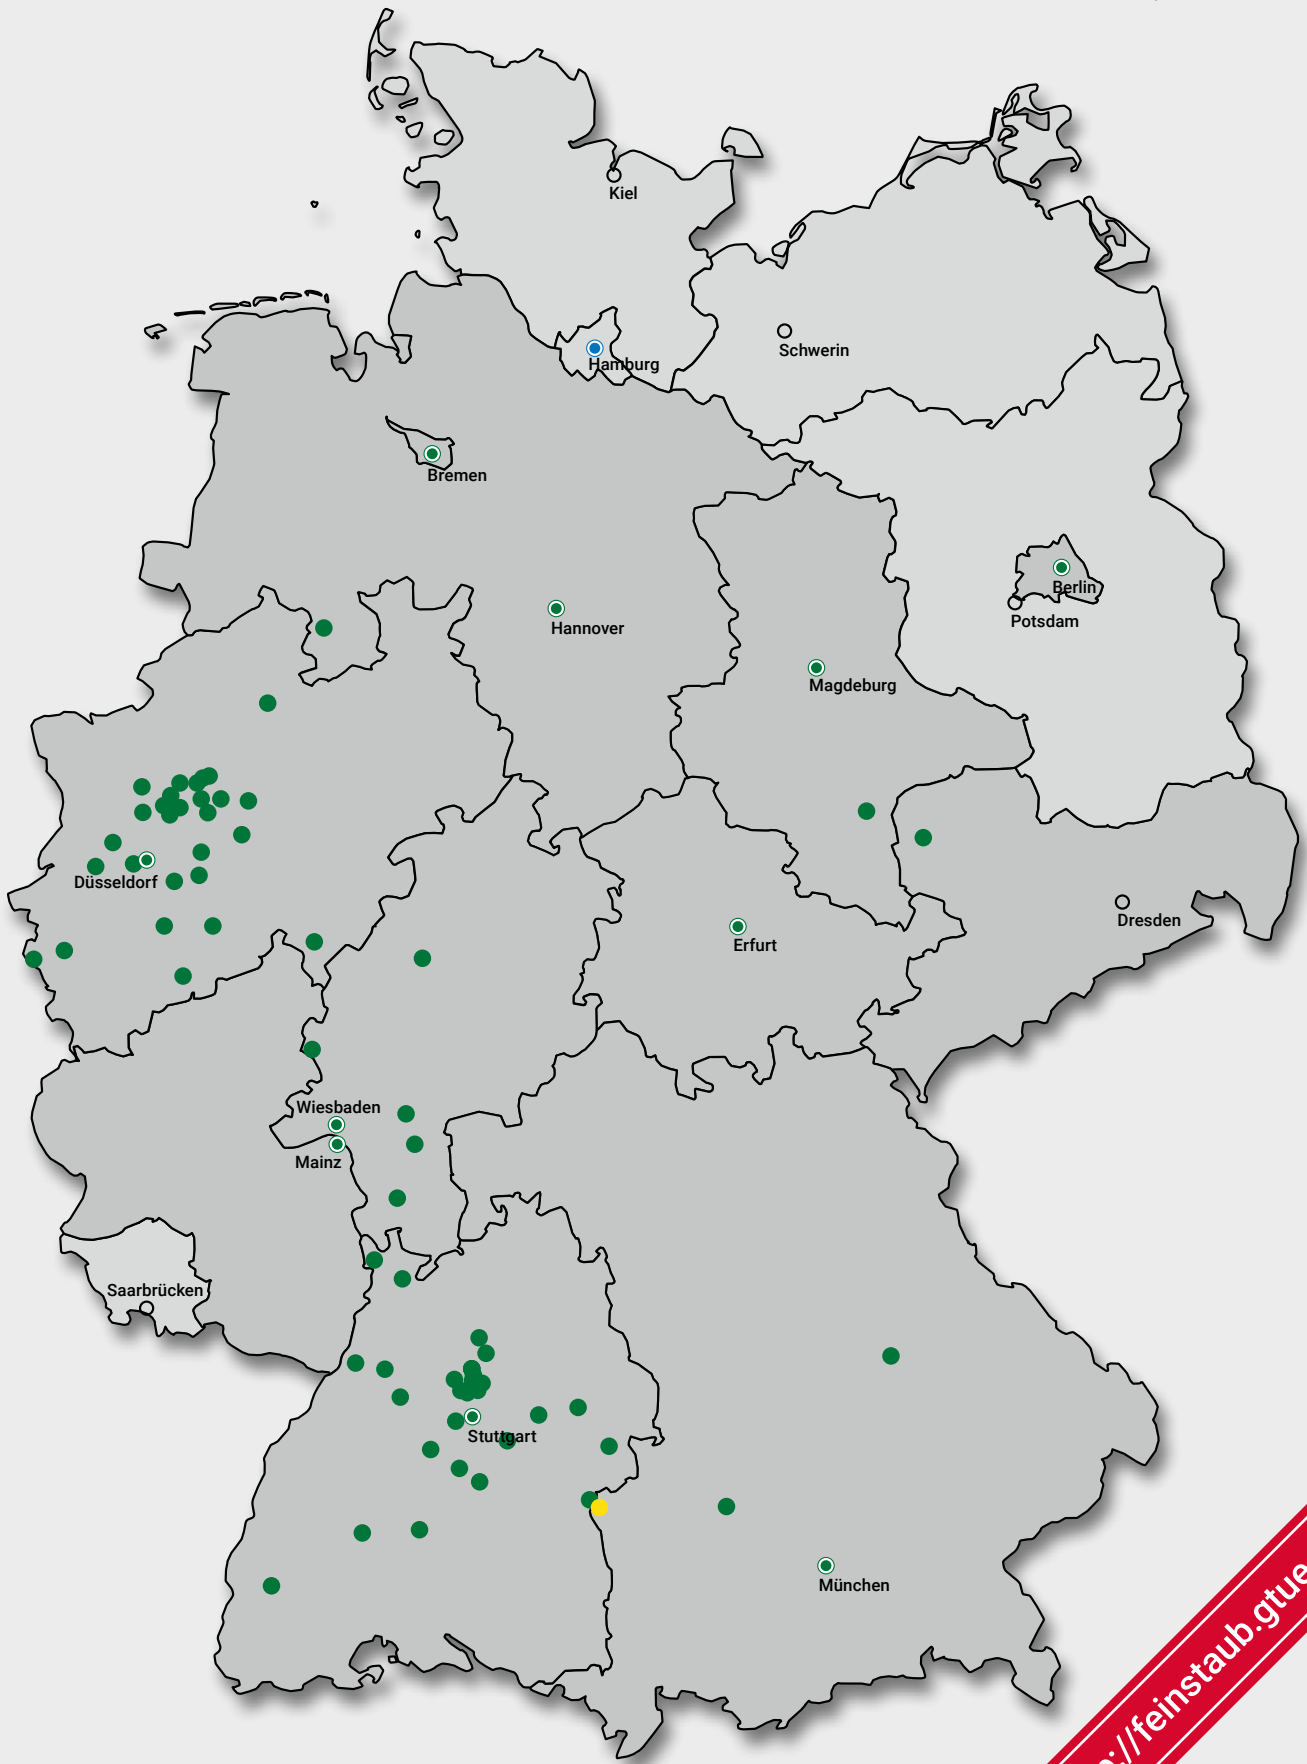 Kiel
Schwerin
Hamburg
Bremen
Berlin
Potsdam
Hannover
Magdeburg
Düsseldorf
Dresden
Erfurt
Wiesbaden
Mainz
Saarbrücken
Stuttgart
München
://feinstaub.gtue